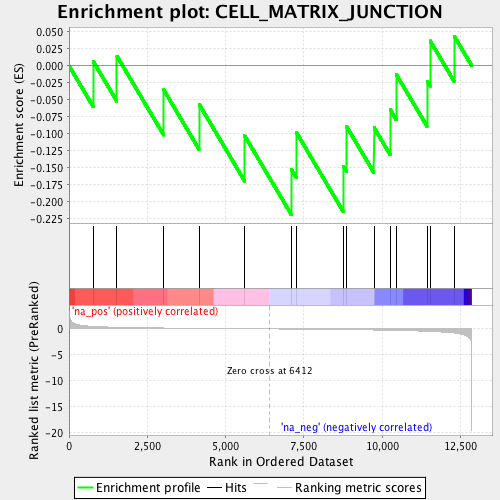 Enrichment plot: CELL_MATRIX_JUNCTION
Enrichment score (ES)
0.050
0.025
0.000
-0.025
-0.050
-0.075
-0.100
-0.125
-0.150
-0.175
-0.200
-0.225
'na_pos' (positively correlated)
Ranked list metric (PreRanked)
0
-5
-10
-15
-20
Zero cross at 6412
'na_neg' (negatively correlated)
0
2,500
5,000
7,500
10,000
12,500
Rank in Ordered Dataset
Enrichment profile
Hits
Ranking metric scores